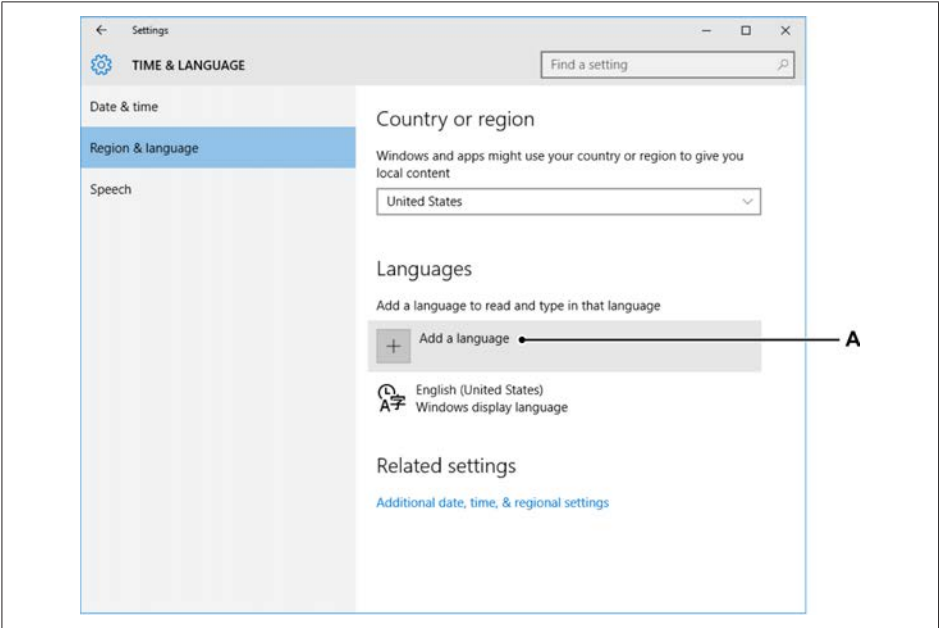 Settings
TIME & LANGUAGE
Find a setting
Date & time
Region & language
Speech
Country or region
Windows and apps might use your country or region to give you
local content
United States
Languages
Add a language to read and type in that language
Add a language
A
English (United States)
Windows display language
Related settings
Additional date, time, & regional settings